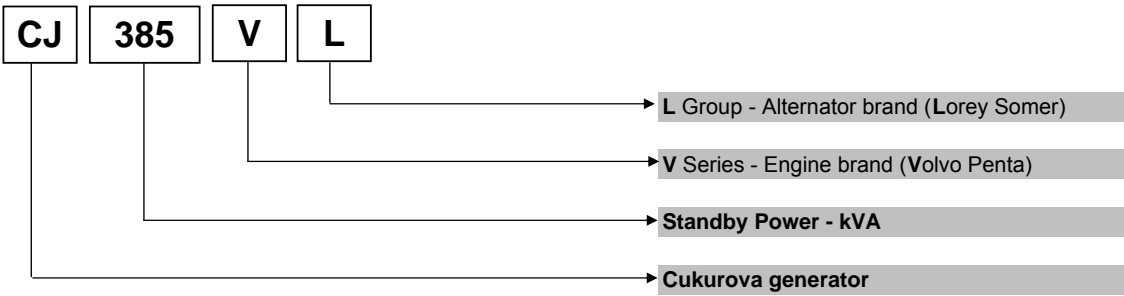 CJ 385 V L
L Group - Alternator brand (Lorey Somer)
V Series - Engine brand (Volvo Penta)
Standby Power - kVA
Cukurova generator